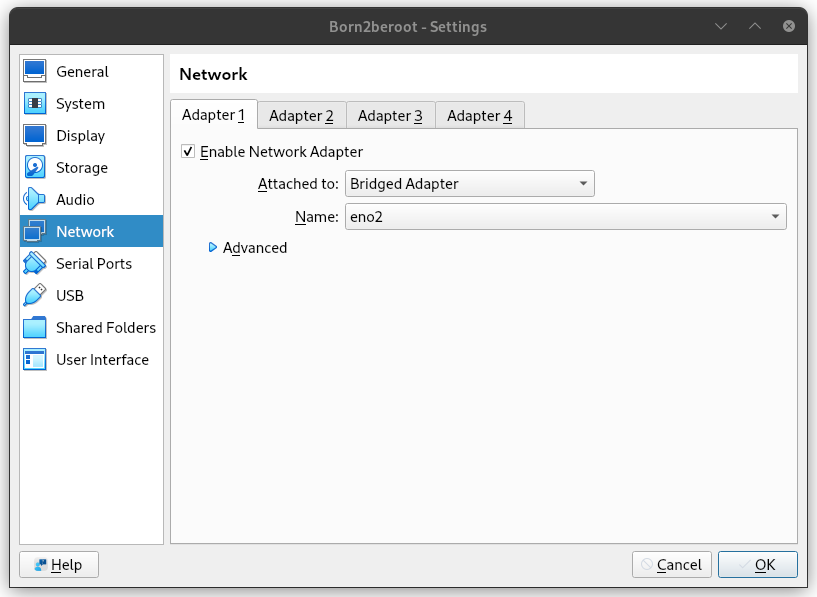 Born2beroot - Settings
General
System
Display
Storage
Audio
Network
Serial Ports
USB
Shared Folders
User Interface
Network
Adapter 1 Adapter 2 Adapter 3 Adapter 4
Enable Network Adapter
Attached to: Bridged Adapter
Name: eno2
Advanced
Help Cancel OK